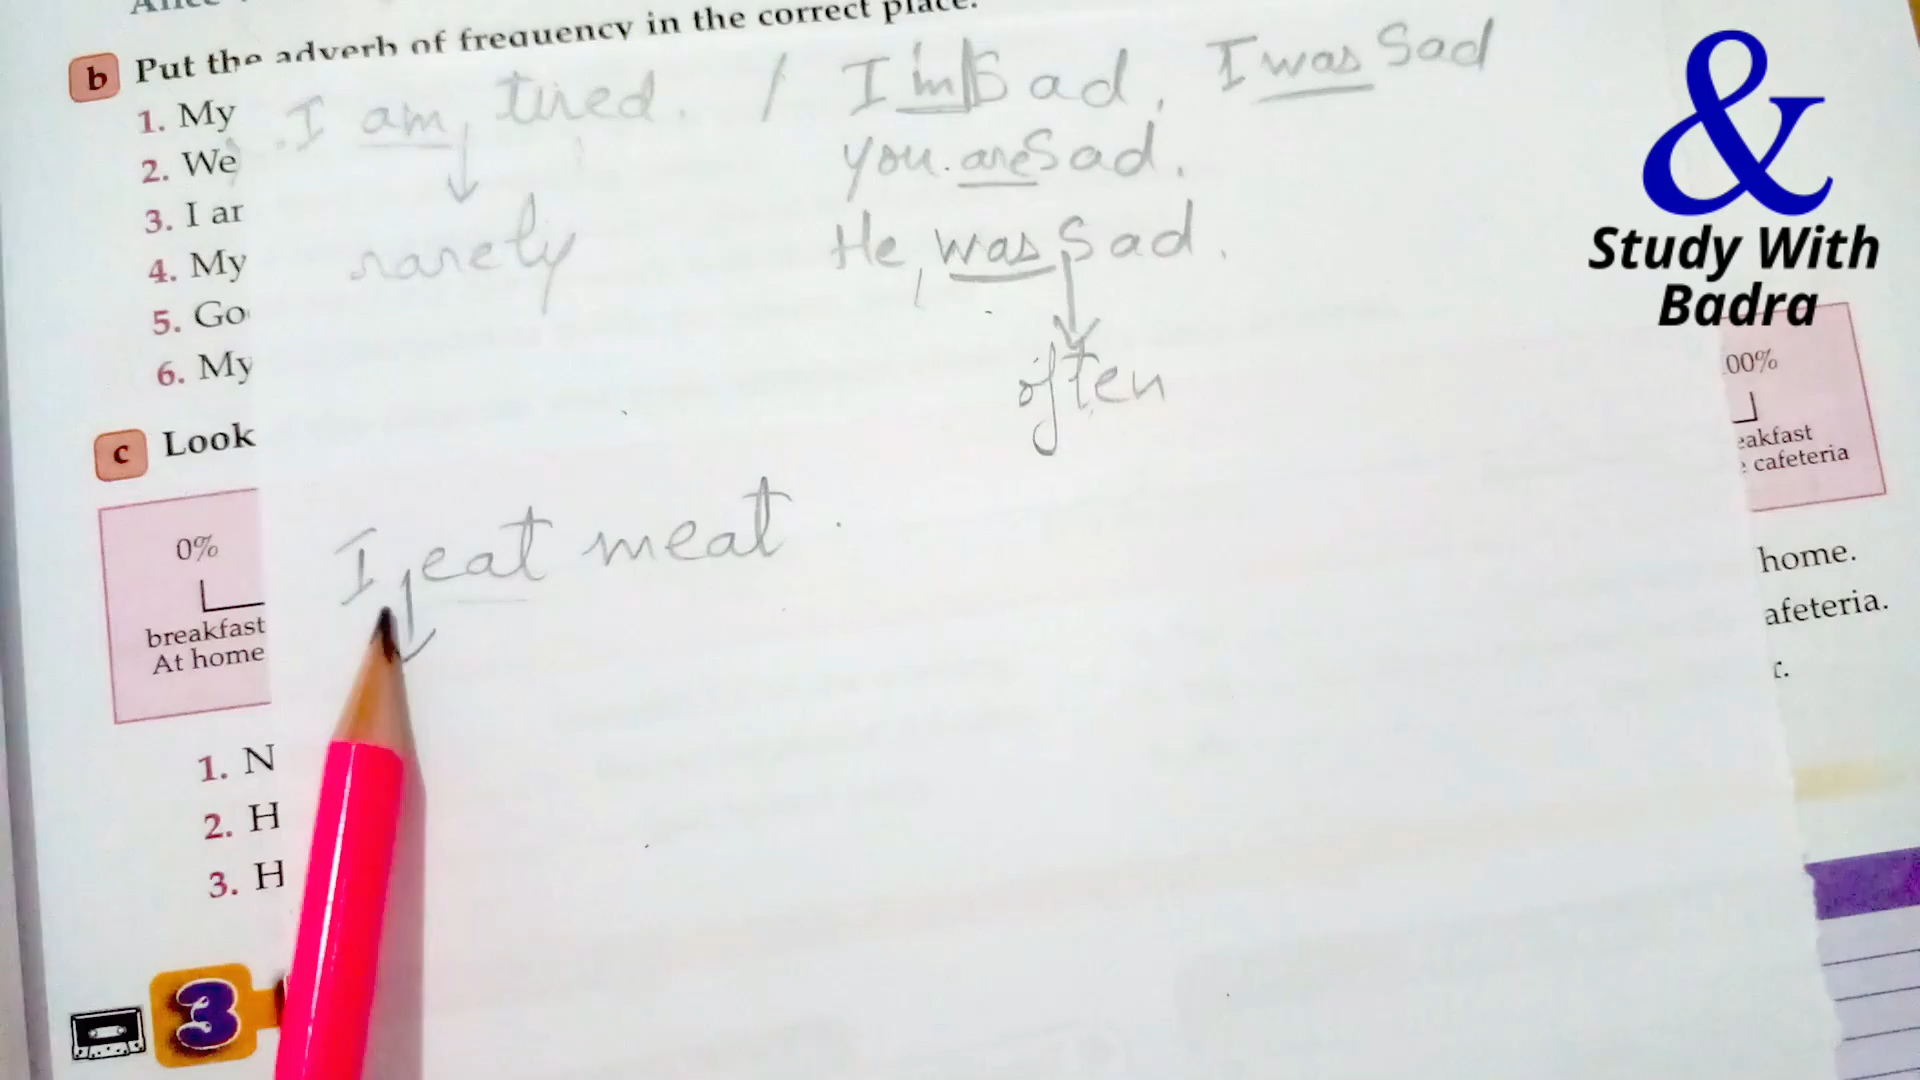 b Put the adverb of frequency in the correct place.
1. My
2. We
3. I ar
4. My
5. Go
6. My
I am tired. / I'm Sad. I was Sad
you are Sad.
rarely
He was Sad.
often
c Look
I eat meat.
0%
breakfast
At home
00%
eakfast
cafeteria
home.
afeteria.
r.
1. N
2. H
3. H
3
&
Study With
Badra